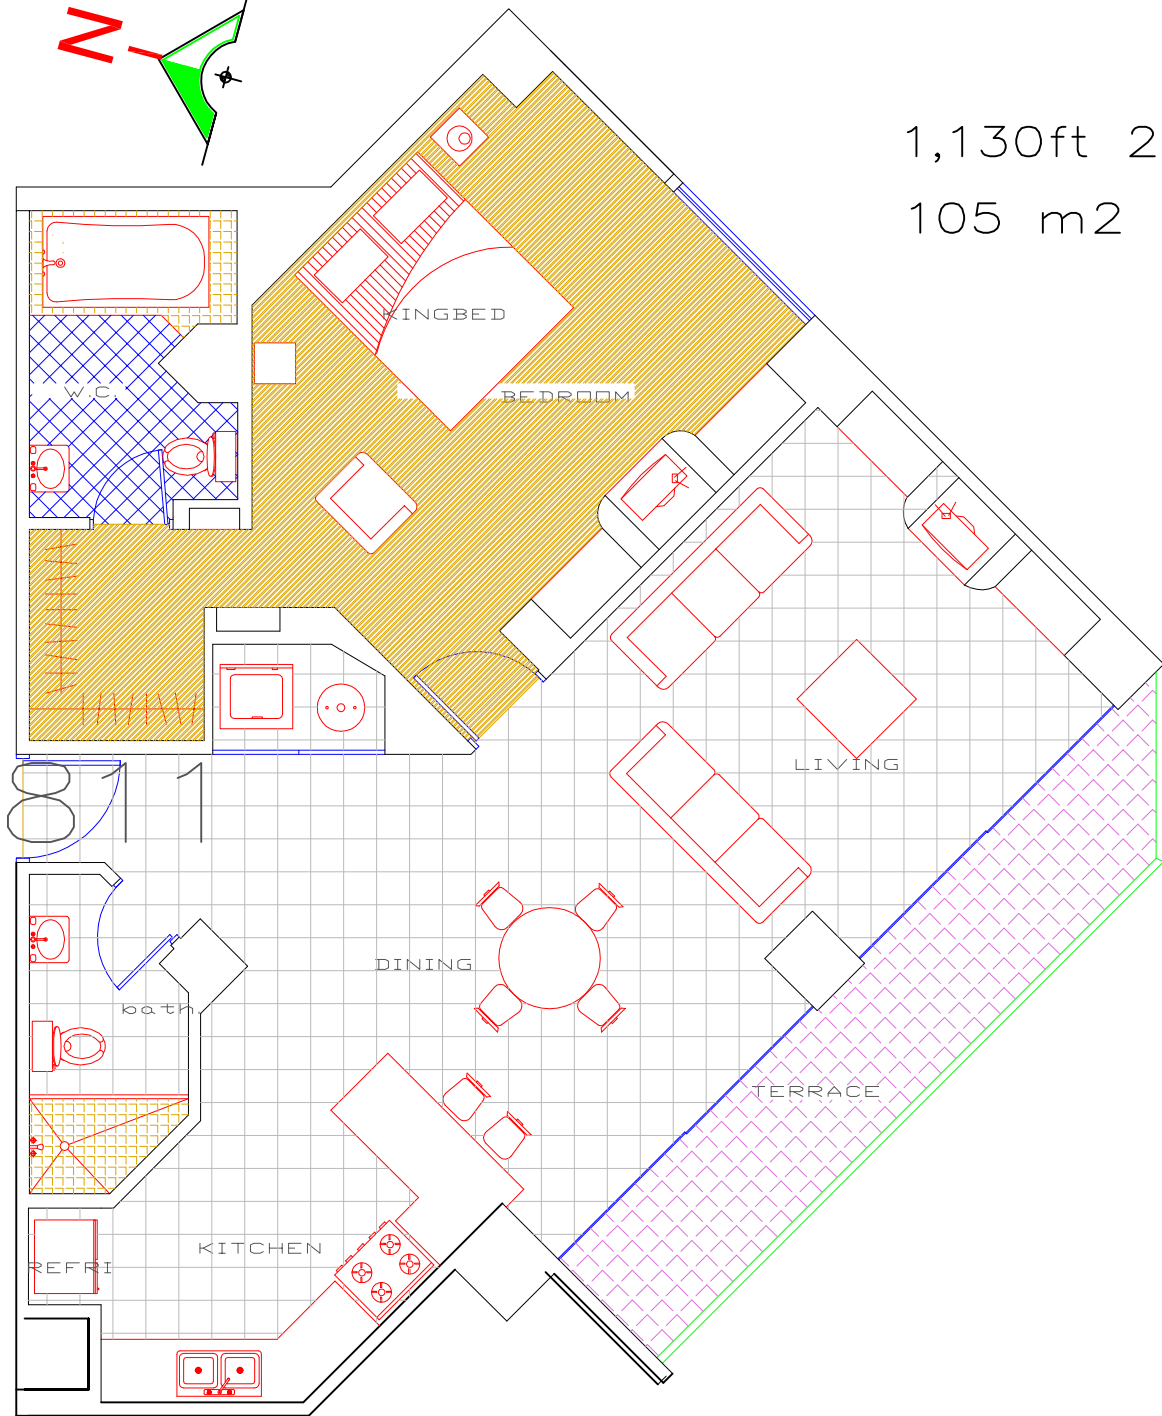 N
1,130ft 2
105 m2
KINGBED
W.C.
BEDROOM
LIVING
811
DINING
bath.
TERRACE
KITCHEN
REFRI